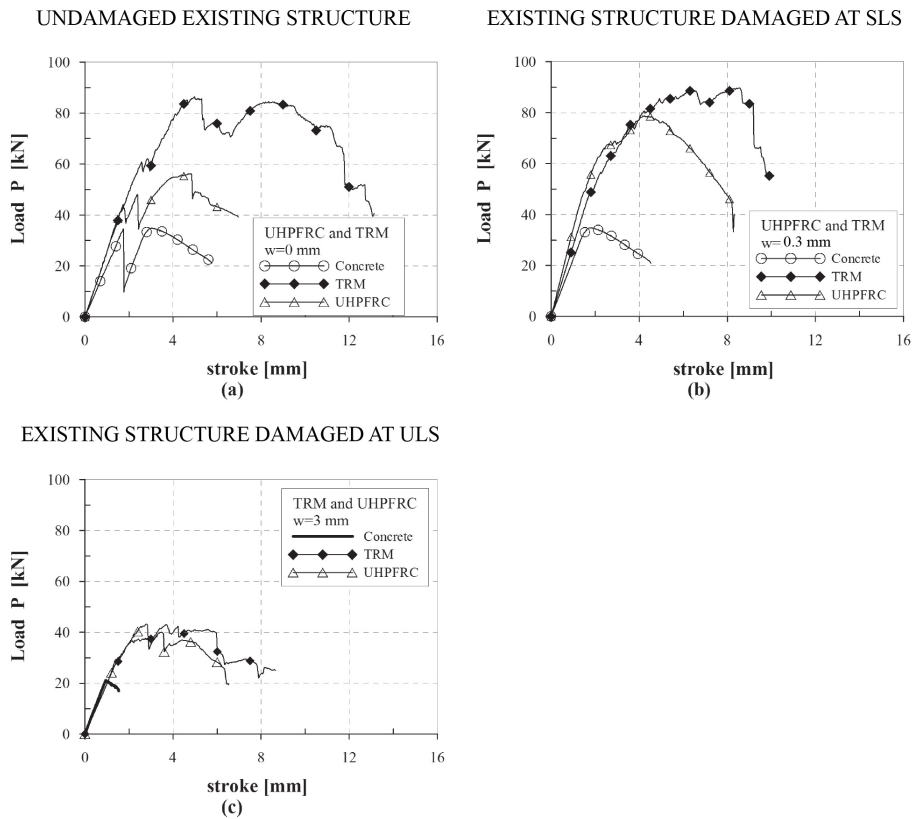 UNDAMAGED EXISTING STRUCTURE
EXISTING STRUCTURE DAMAGED AT SLS
100
80
60
40
20
0
Load P [kN]
UHPFRC and TRM
w=0 mm
Concrete
TRM
UHPFRC
0 4 8 12 16
stroke [mm]
(a)
100
80
60
40
20
0
Load P [kN]
UHPFRC and TRM
w= 0.3 mm
Concrete
TRM
UHPFRC
0 4 8 12 16
stroke [mm]
(b)
EXISTING STRUCTURE DAMAGED AT ULS
100
80
60
40
20
0
Load P [kN]
TRM and UHPFRC
w=3 mm
Concrete
TRM
UHPFRC
0 4 8 12 16
stroke [mm]
(c)